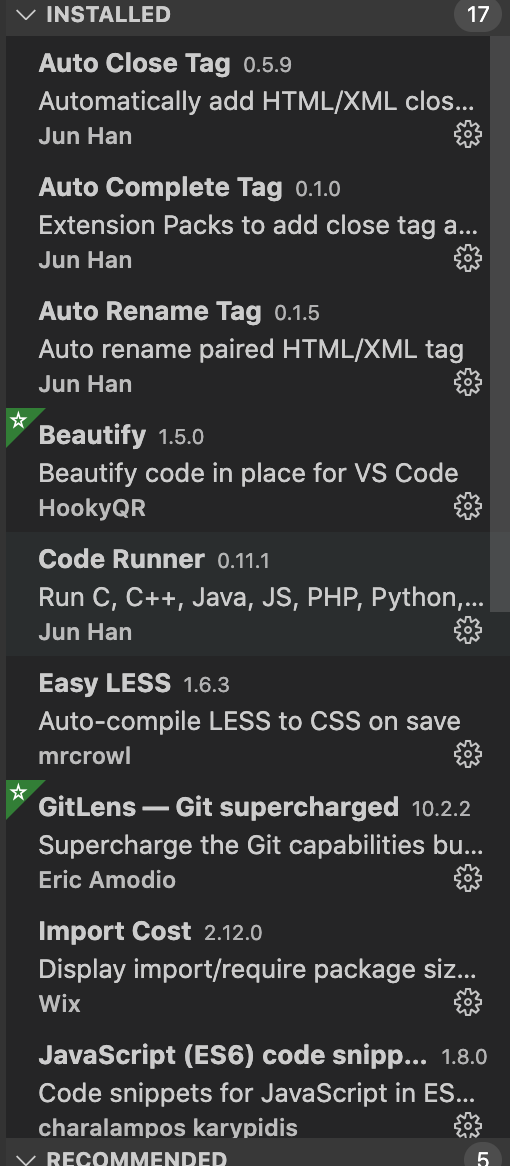 INSTALLED 17
Auto Close Tag 0.5.9
Automatically add HTML/XML clos...
Jun Han
Auto Complete Tag 0.1.0
Extension Packs to add close tag a...
Jun Han
Auto Rename Tag 0.1.5
Auto rename paired HTML/XML tag
Jun Han
Beautify 1.5.0
Beautify code in place for VS Code
HookyQR
Code Runner 0.11.1
Run C, C++, Java, JS, PHP, Python,...
Jun Han
Easy LESS 1.6.3
Auto-compile LESS to CSS on save
mrcrowl
GitLens — Git supercharged 10.2.2
Supercharge the Git capabilities bu...
Eric Amodio
Import Cost 2.12.0
Display import/require package siz...
Wix
JavaScript (ES6) code snipp... 1.8.0
Code snippets for JavaScript in ES...
charalampos karypidis
RECOMMENDED 5